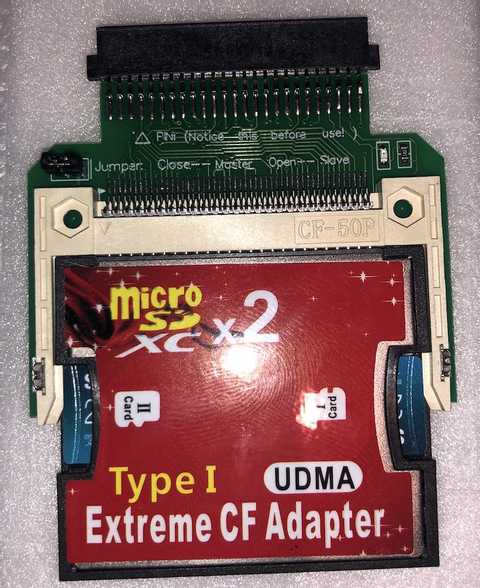 △ PIN1 (Notice this before use! )
Jumper: Close-- Master Open-- Slave
CF-50P
micro
SD
XC x2
II
Card
I
Card
Type I UDMA
Extreme CF Adapter